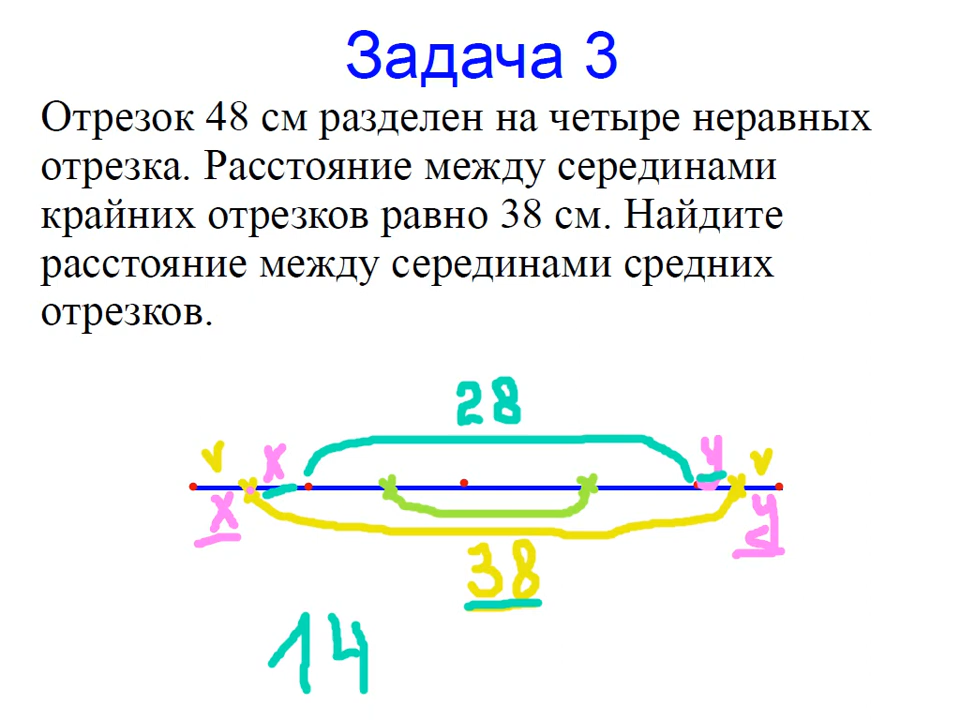 Задача 3
Отрезок 48 см разделен на четыре неравных
отрезка. Расстояние между серединами
крайних отрезков равно 38 см. Найдите
расстояние между серединами средних
отрезков.
28
v x y v
x y
38
14